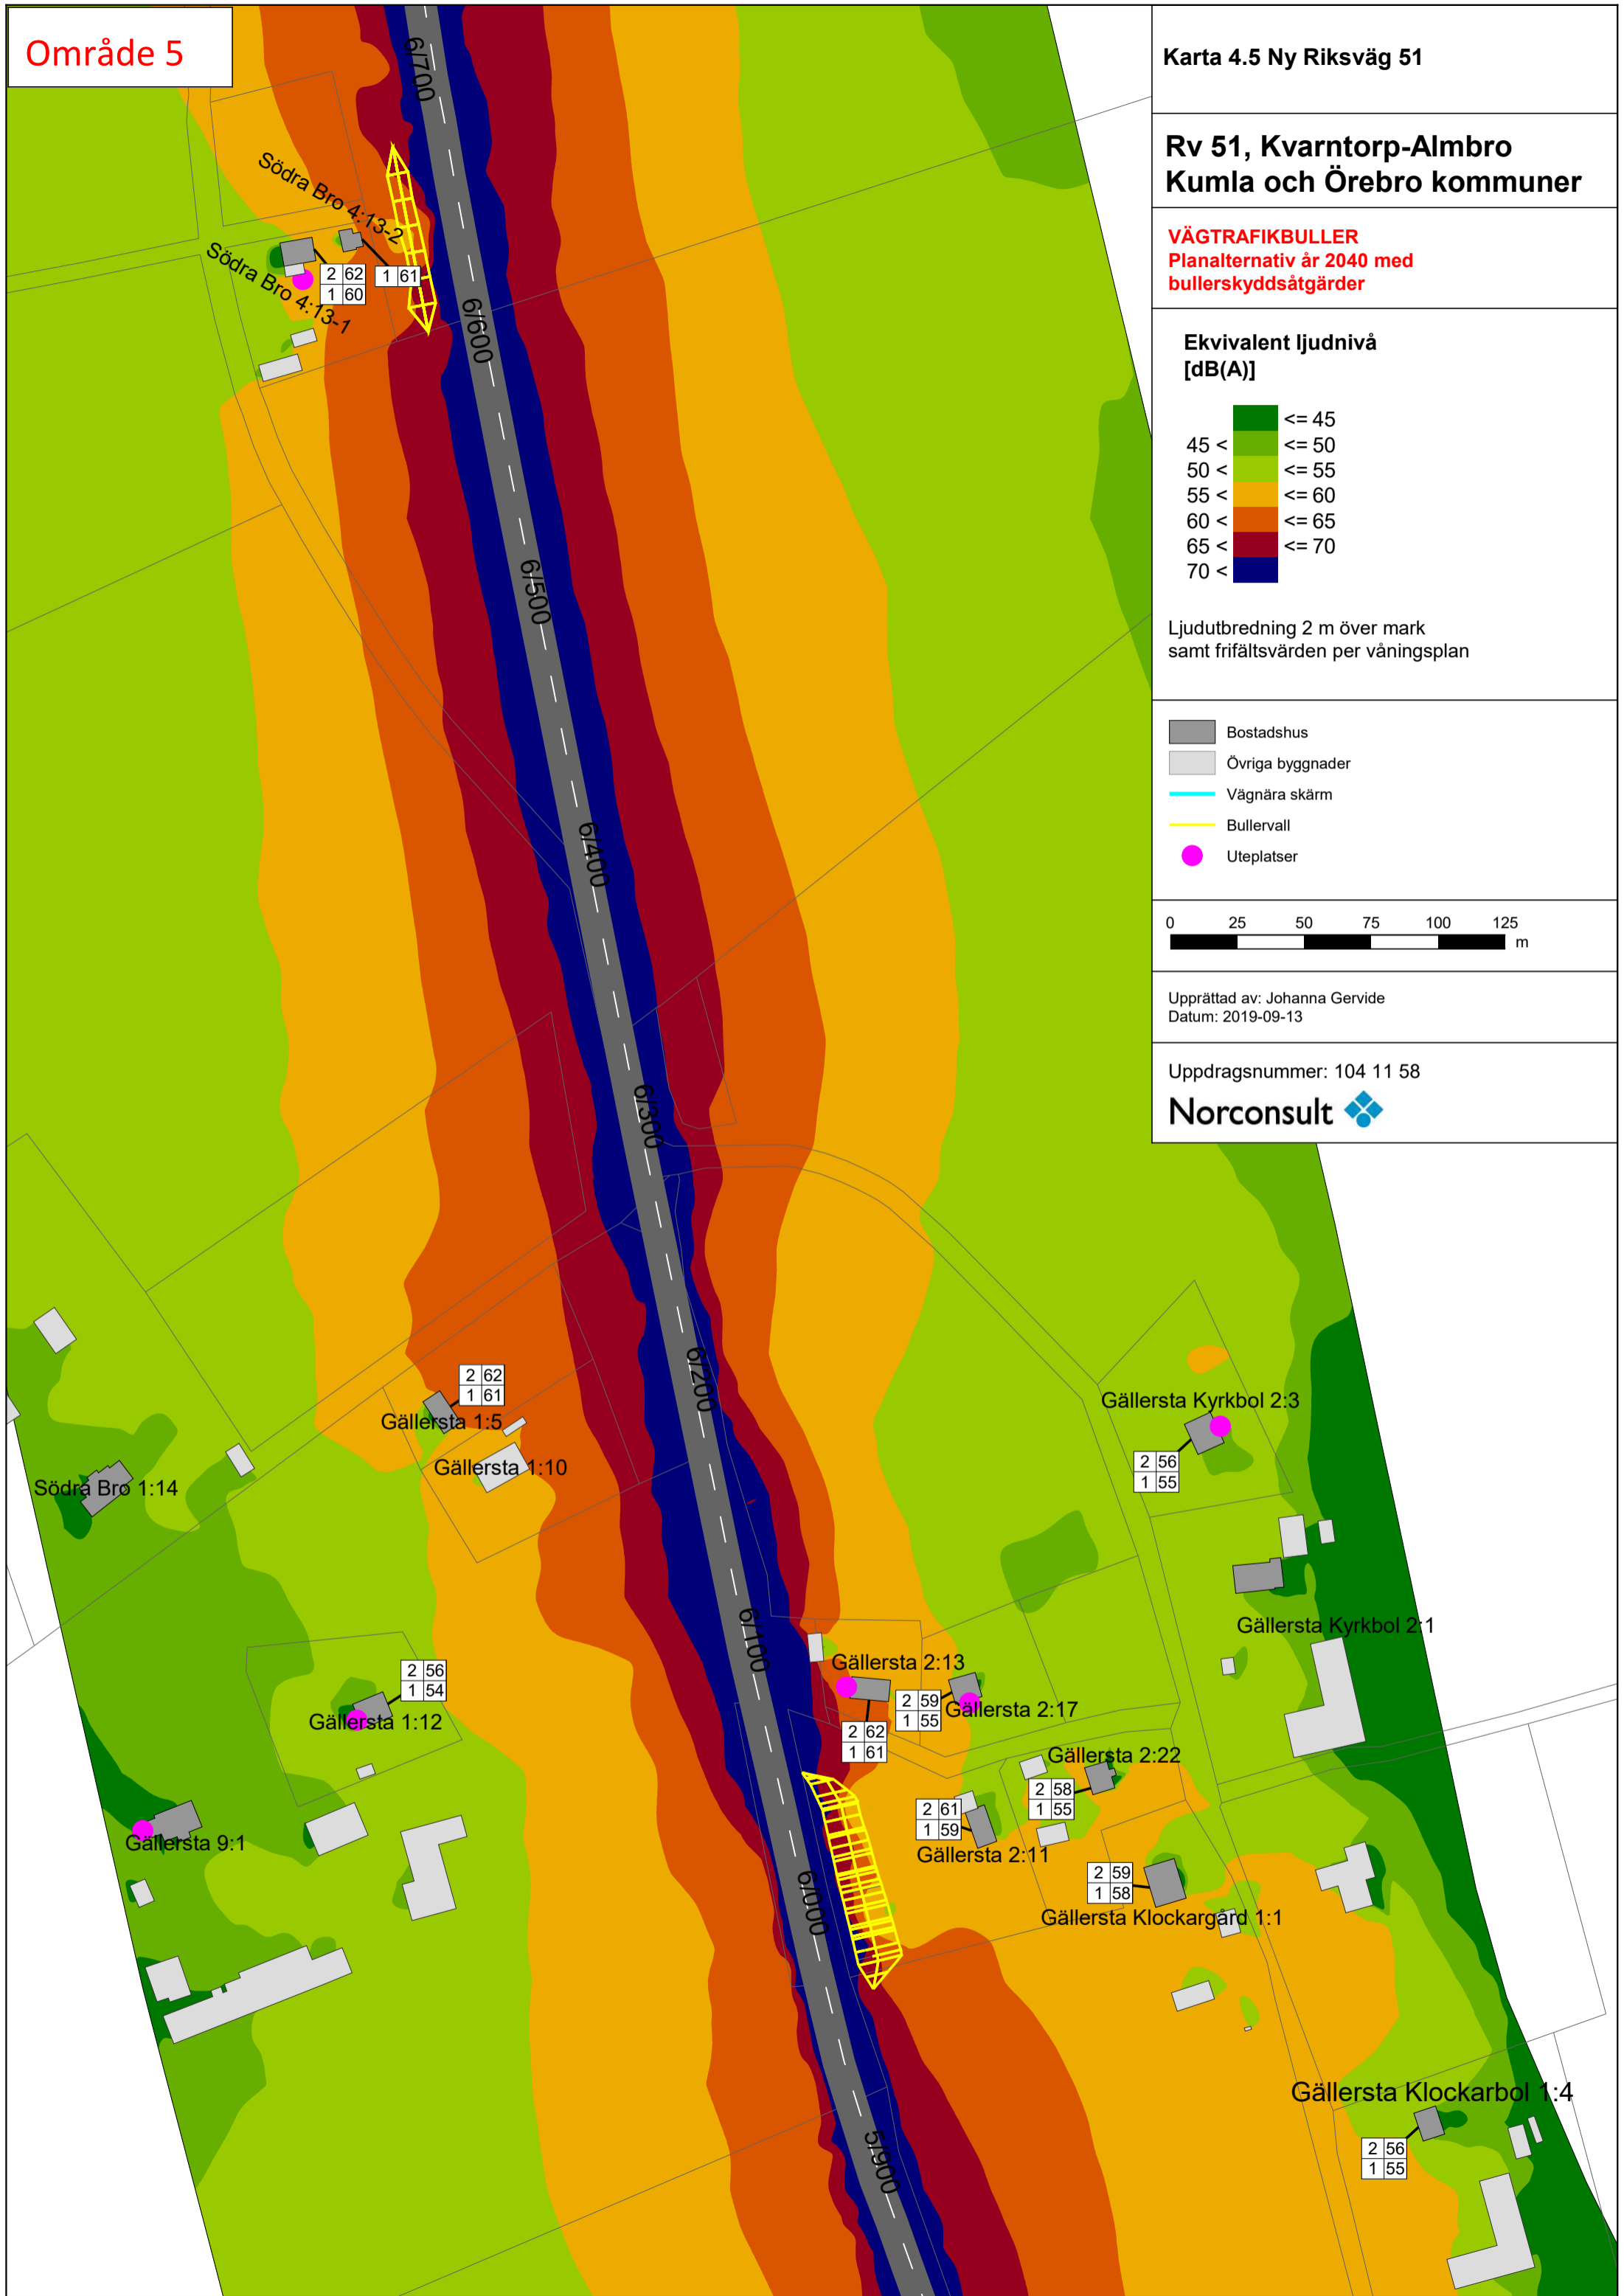 Område 5
Karta 4.5 Ny Riksväg 51
Rv 51, Kvarntorp-Almbro
Kumla och Örebro kommuner
VÄGTRAFIKBULLER
Planalternativ år 2040 med
bullerskyddsåtgärder
Ekvivalent ljudnivå
[dB(A)]
<= 45
45 < <= 50
50 < <= 55
55 < <= 60
60 < <= 65
65 < <= 70
70 <
Ljudutbredning 2 m över mark
samt frifältsvärden per våningsplan
Bostadshus
Övriga byggnader
Vägnära skärm
Bullervall
Uteplatser
0 25 50 75 100 125
m
Upprättad av: Johanna Gervide
Datum: 2019-09-13
Uppdragsnummer: 104 11 58
Norconsult
6/700
Södra Bro 4:13-2
Södra Bro 4:13-1
2 62
1 60
1 61
6/600
6/500
6/400
6/300
6/200
2 62
1 61
Gällersta 1:5
Gällersta 1:10
Södra Bro 1:14
Gällersta Kyrkbol 2:3
2 56
1 55
Gällersta Kyrkbol 2:1
6/100
2 56
1 54
Gällersta 1:12
Gällersta 2:13
2 62
1 61
2 59
1 55
Gällersta 2:17
Gällersta 2:22
2 58
1 55
2 61
1 59
Gällersta 2:11
Gällersta 9:1
2 59
1 58
Gällersta Klockargård 1:1
6/000
Gällersta Klockarbol 1:4
2 56
1 55
5/900